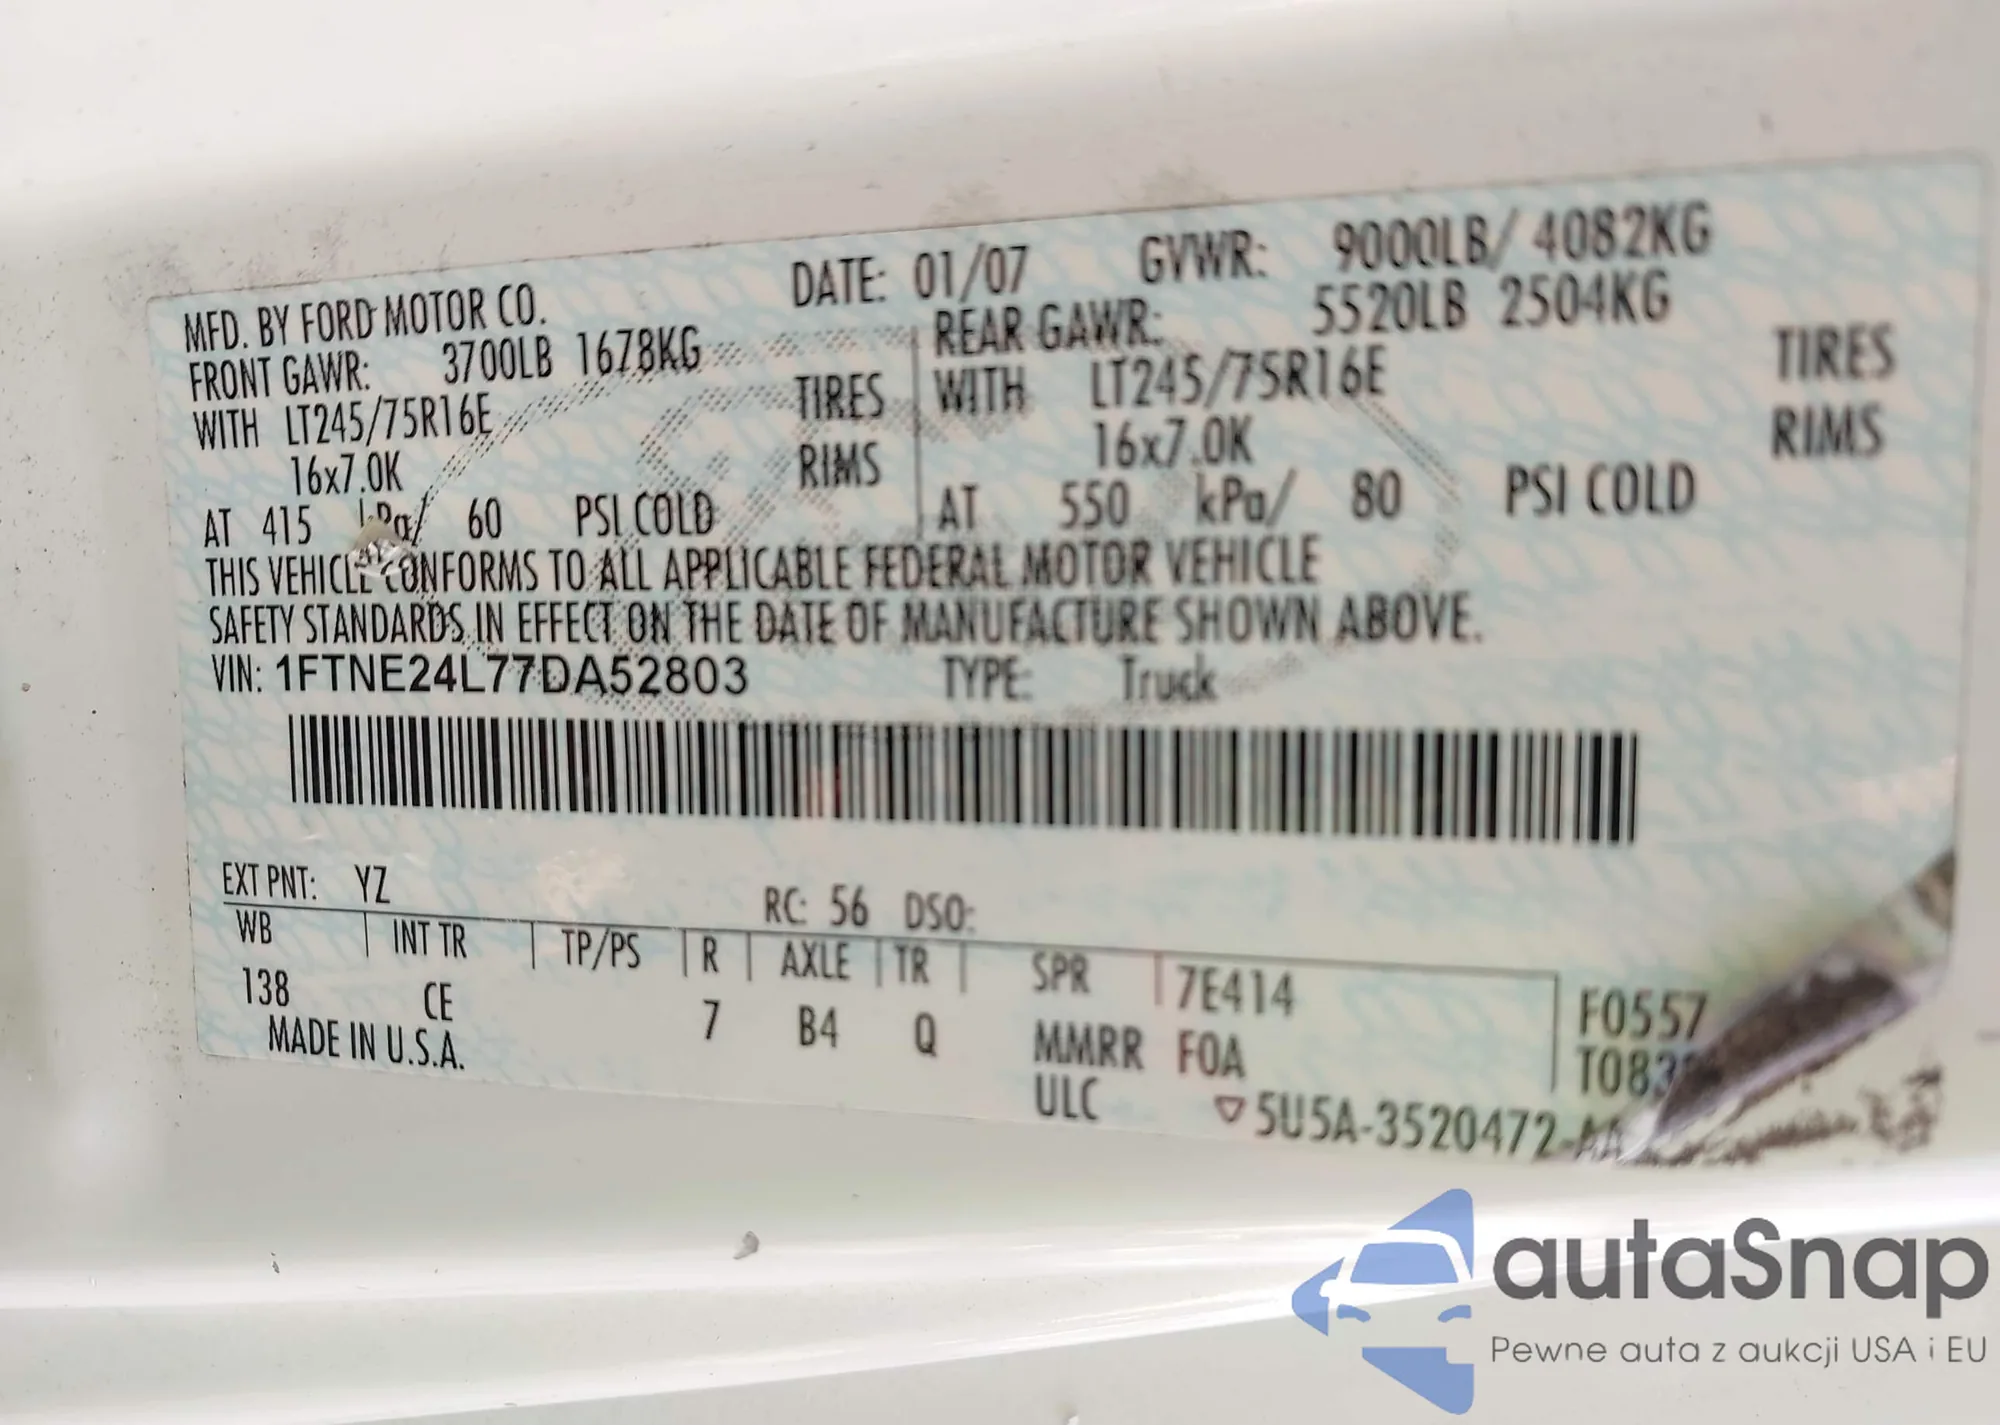 MFD. BY FORD MOTOR CO. DATE: 01/07 GVWR: 9000LB/ 4082KG
FRONT GAWR: 3700LB 1678KG REAR GAWR: 5520LB 2504KG
WITH LT245/75R16E TIRES WITH LT245/75R16E TIRES
16x7.0K RIMS 16x7.0K RIMS
AT 415 kPa/ 60 PSI COLD AT 550 kPa/ 80 PSI COLD
THIS VEHICLE CONFORMS TO ALL APPLICABLE FEDERAL MOTOR VEHICLE
SAFETY STANDARDS IN EFFECT ON THE DATE OF MANUFACTURE SHOWN ABOVE.
VIN: 1FTNE24L77DA52803 TYPE: Truck
EXT PNT: YZ RC: 56 DSO:
WB INT TR TP/PS R AXLE TR SPR 7E414 F0557
138 CE 7 B4 Q MMRR FOA
MADE IN U.S.A. ULC ▽5U5A-3520472-
autaSnap
Pewne auta z aukcji USA i EU